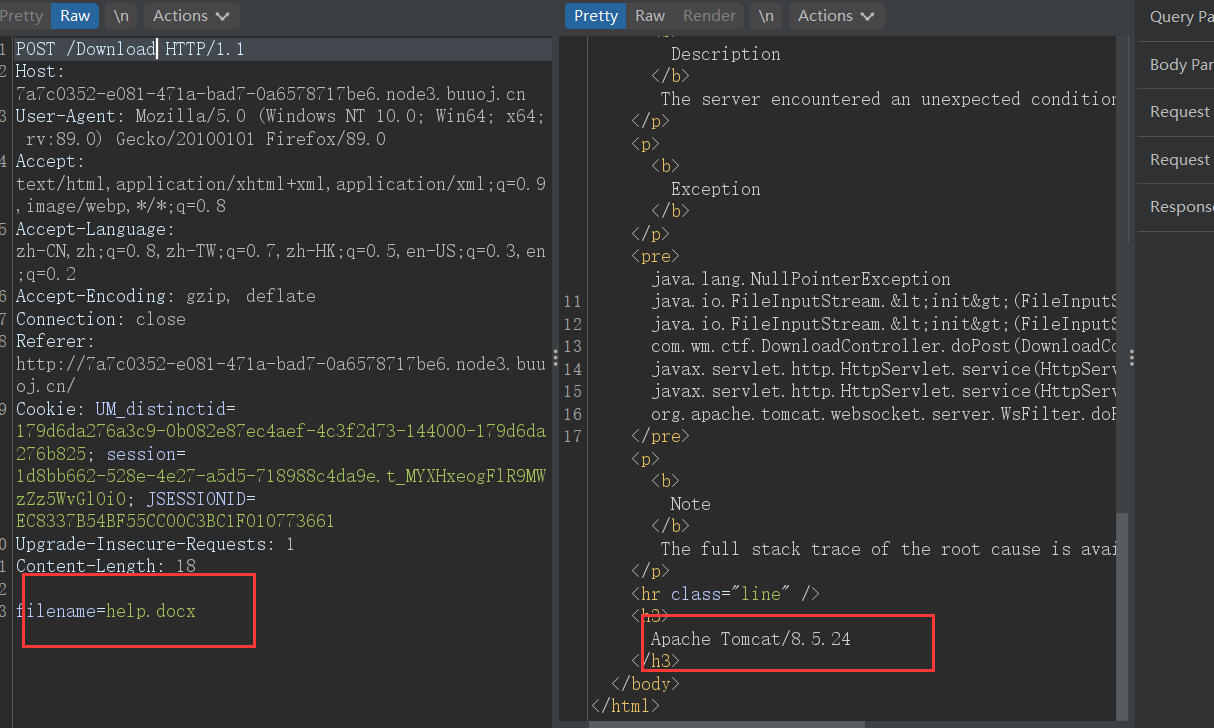 Pretty Raw \n Actions
1 POST /Download HTTP/1.1
2 Host:
7a7c0352-e081-471a-bad7-0a6578717be6.node3.buuoj.cn
3 User-Agent: Mozilla/5.0 (Windows NT 10.0; Win64; x64;
rv:89.0) Gecko/20100101 Firefox/89.0
4 Accept:
text/html,application/xhtml+xml,application/xml;q=0.9
,image/webp,*/*;q=0.8
5 Accept-Language:
zh-CN,zh;q=0.8,zh-TW;q=0.7,zh-HK;q=0.5,en-US;q=0.3,en
;q=0.2
6 Accept-Encoding: gzip, deflate
7 Connection: close
8 Referer:
http://7a7c0352-e081-471a-bad7-0a6578717be6.node3.buu
oj.cn/
9 Cookie: UM_distinctid=
179d6da276a3c9-0b082e87ec4aef-4c3f2d73-144000-179d6da
276b825; session=
1d8bb662-528e-4e27-a5d5-718988c4da9e.t_MYXHxeogFlR9MW
zZz5WvGlOi0; JSESSIONID=
EC8337B54BF55CC00C3BC1F010773661
0 Upgrade-Insecure-Requests: 1
1 Content-Length: 18
2
3 filename=help.docx
Pretty Raw Render \n Actions
Description
</b>
The server encountered an unexpected condition
</p>
<p>
<b>
Exception
</b>
</p>
<pre>
java.lang.NullPointerException
11 java.io.FileInputStream.&lt;init&gt;(FileInputS
12 java.io.FileInputStream.&lt;init&gt;(FileInputS
13 com.wm.ctf.DownloadController.doPost(DownloadCo
14 javax.servlet.http.HttpServlet.service(HttpServ
15 javax.servlet.http.HttpServlet.service(HttpServ
16 org.apache.tomcat.websocket.server.WsFilter.doF
17 </pre>
<p>
<b>
Note
</b>
The full stack trace of the root cause is avai
</p>
<hr class="line" />
<h3>
Apache Tomcat/8.5.24
</h3>
</body>
</html>
Query Pa
Body Par
Request
Request
Response